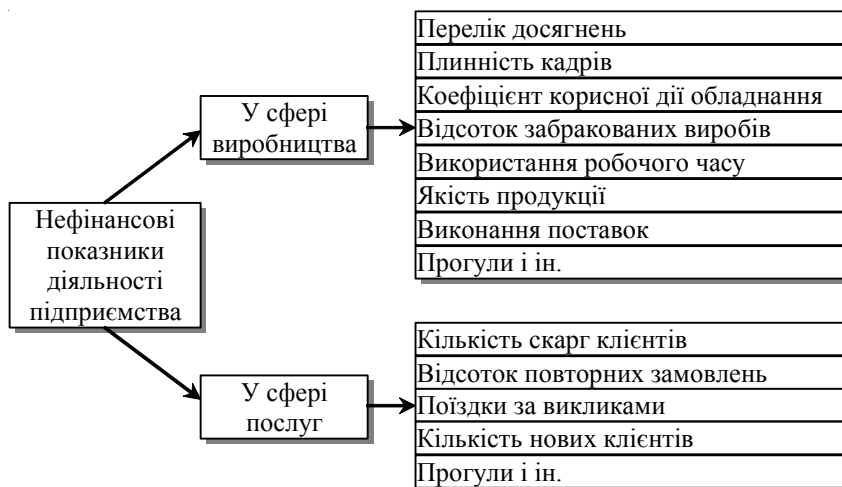 Нефінансові
показники
діяльності
підприємства
У сфері
виробництва
Перелік досягнень
Плинність кадрів
Коефіцієнт корисної дії обладнання
Відсоток забракованих виробів
Використання робочого часу
Якість продукції
Виконання поставок
Прогули і ін.
У сфері
послуг
Кількість скарг клієнтів
Відсоток повторних замовлень
Поїздки за викликами
Кількість нових клієнтів
Прогули і ін.